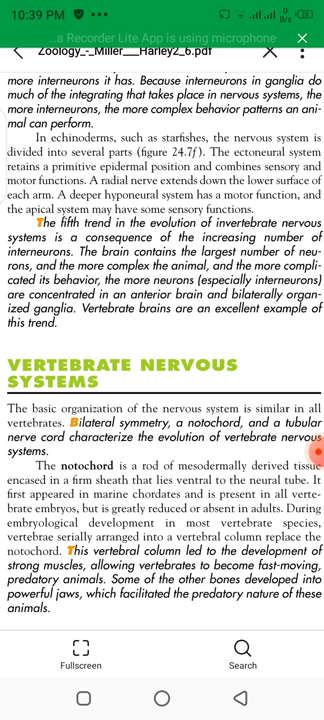 10:39 PM
0
B/s
28
...a Recorder Lite App is using microphone
Zoology_-_Miller___Harley2_6.pdf
more interneurons it has. Because interneurons in ganglia do
much of the integrating that takes place in nervous systems, the
more interneurons, the more complex behavior patterns an ani-
mal can perform.
In echinoderms, such as starfishes, the nervous system is
divided into several parts (figure 24.7f). The ectoneural system
retains a primitive epidermal position and combines sensory and
motor functions. A radial nerve extends down the lower surface of
each arm. A deeper hyponeural system has a motor function, and
the apical system may have some sensory functions.
The fifth trend in the evolution of invertebrate nervous
systems is a consequence of the increasing number of
interneurons. The brain contains the largest number of neu-
rons, and the more complex the animal, and the more compli-
cated its behavior, the more neurons (especially interneurons)
are concentrated in an anterior brain and bilaterally organ-
ized ganglia. Vertebrate brains are an excellent example of
this trend.
VERTEBRATE NERVOUS
SYSTEMS
The basic organization of the nervous system is similar in all
vertebrates. Bilateral symmetry, a notochord, and a tubular
nerve cord characterize the evolution of vertebrate nervous
systems.
The notochord is a rod of mesodermally derived tissue
encased in a firm sheath that lies ventral to the neural tube. It
first appeared in marine chordates and is present in all verte-
brate embryos, but is greatly reduced or absent in adults. During
embryological development in most vertebrate species,
vertebrae serially arranged into a vertebral column replace the
notochord. This vertebral column led to the development of
strong muscles, allowing vertebrates to become fast-moving,
predatory animals. Some of the other bones developed into
powerful jaws, which facilitated the predatory nature of these
animals.
Fullscreen
Search